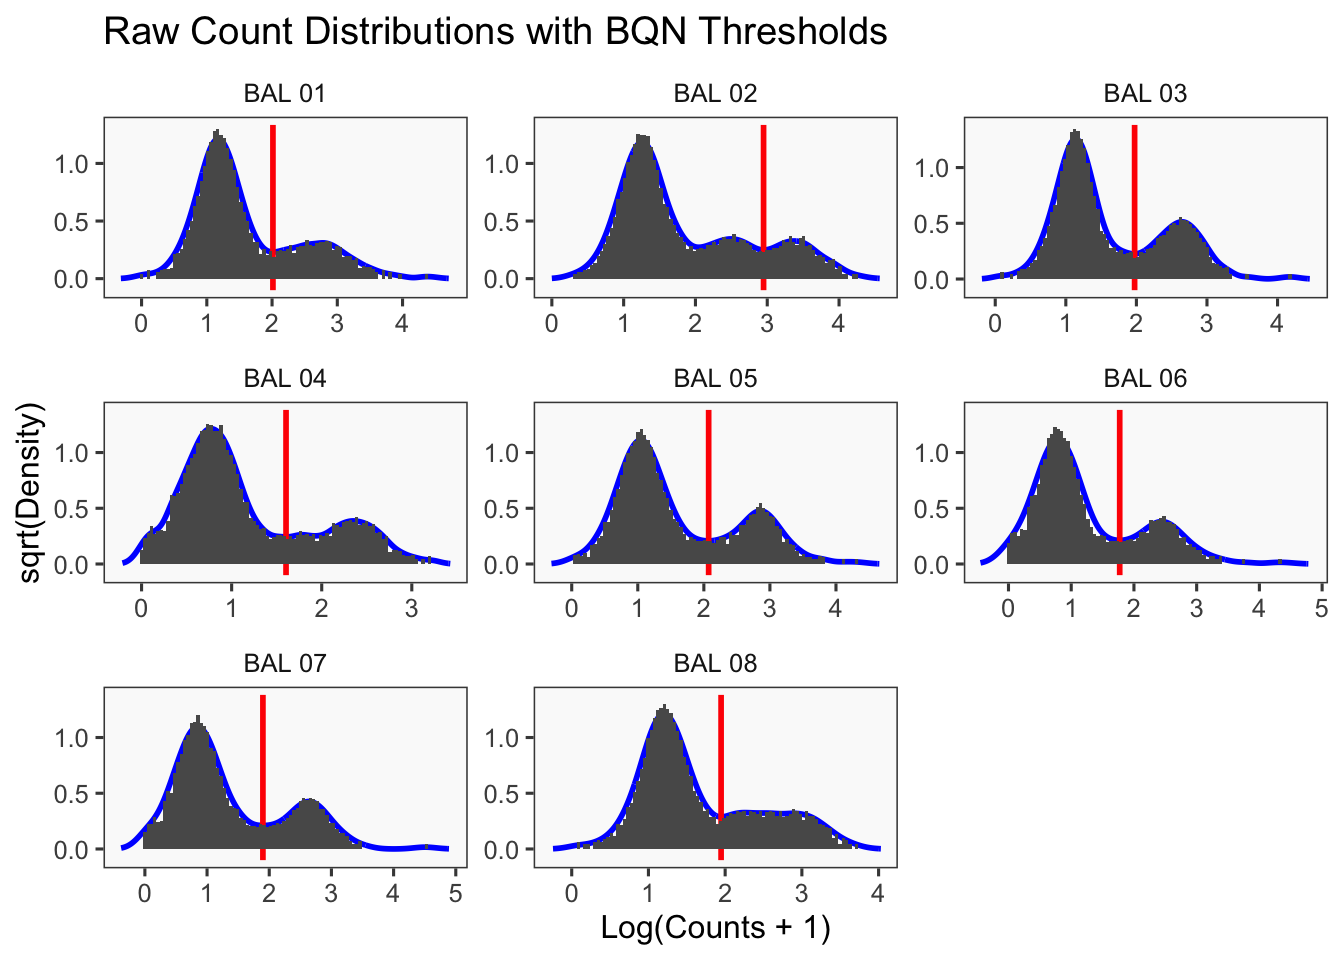 Raw Count Distributions with BQN Thresholds
BAL 01 BAL 02 BAL 03
1.0 1.0 1.0
0.5 0.5 0.5
0.0 0.0 0.0
0 1 2 3 4 0 1 2 3 4 0 1 2 3 4
BAL 04 BAL 05 BAL 06
sqrt(Density)
1.0 1.0 1.0
0.5 0.5 0.5
0.0 0.0 0.0
0 1 2 3 0 1 2 3 4 0 1 2 3 4 5
BAL 07 BAL 08
1.0 1.0
0.5 0.5
0.0 0.0
0 1 2 3 4 5 0 1 2 3 4
Log(Counts + 1)